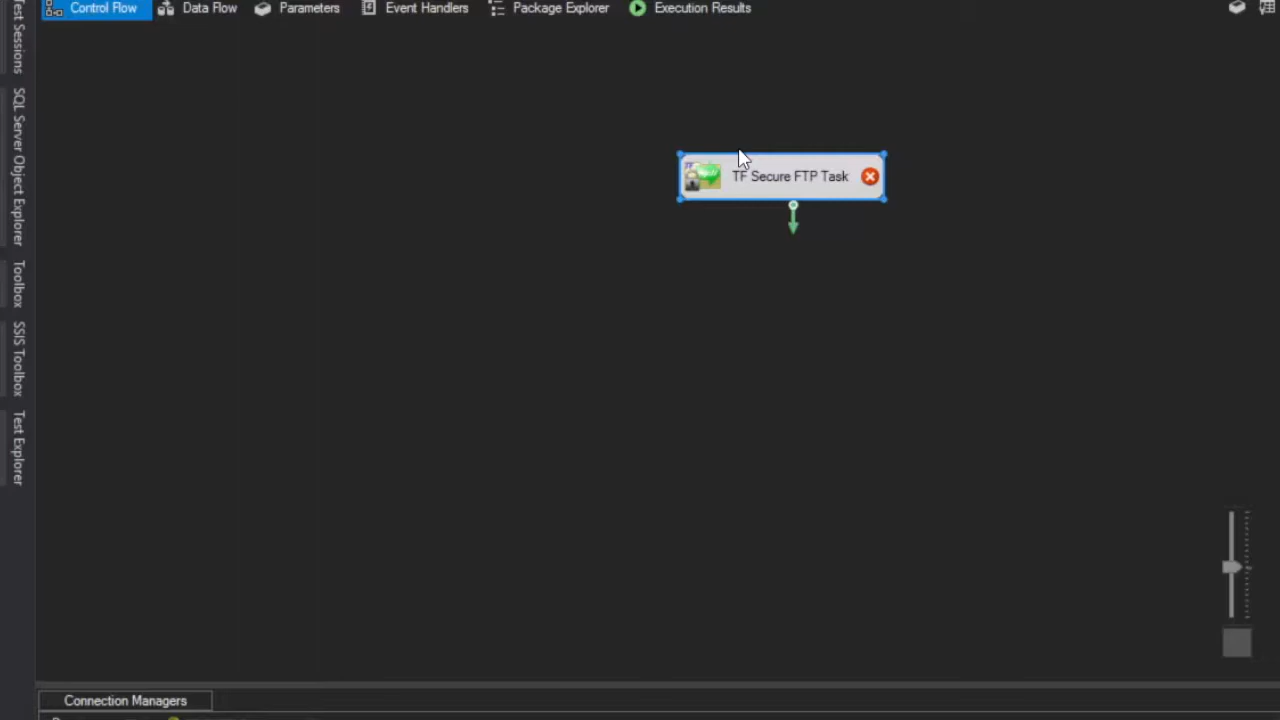 Control Flow
Data Flow
Parameters
Event Handlers
Package Explorer
Execution Results
Test Sessions
SQL Server Object Explorer
Toolbox
SSIS Toolbox
Test Explorer
TF Secure FTP Task
Connection Managers